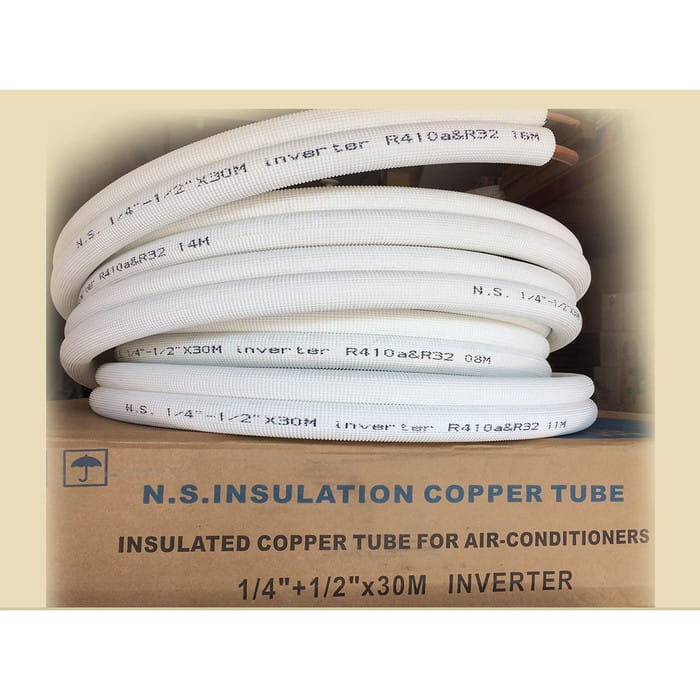 N.S. 1/4"-1/2"X30M inverter R410a&R32 16M
R410a&R32 14M
N.S. 1/4"-1/2"
1/4"-1/2"X30M inverter R410a&R32 08M
N.S. 1/4"-1/2"X30M inverter R410a&R32 11M
N.S.INSULATION COPPER TUBE
INSULATED COPPER TUBE FOR AIR-CONDITIONERS
1/4"+1/2"x30M INVERTER